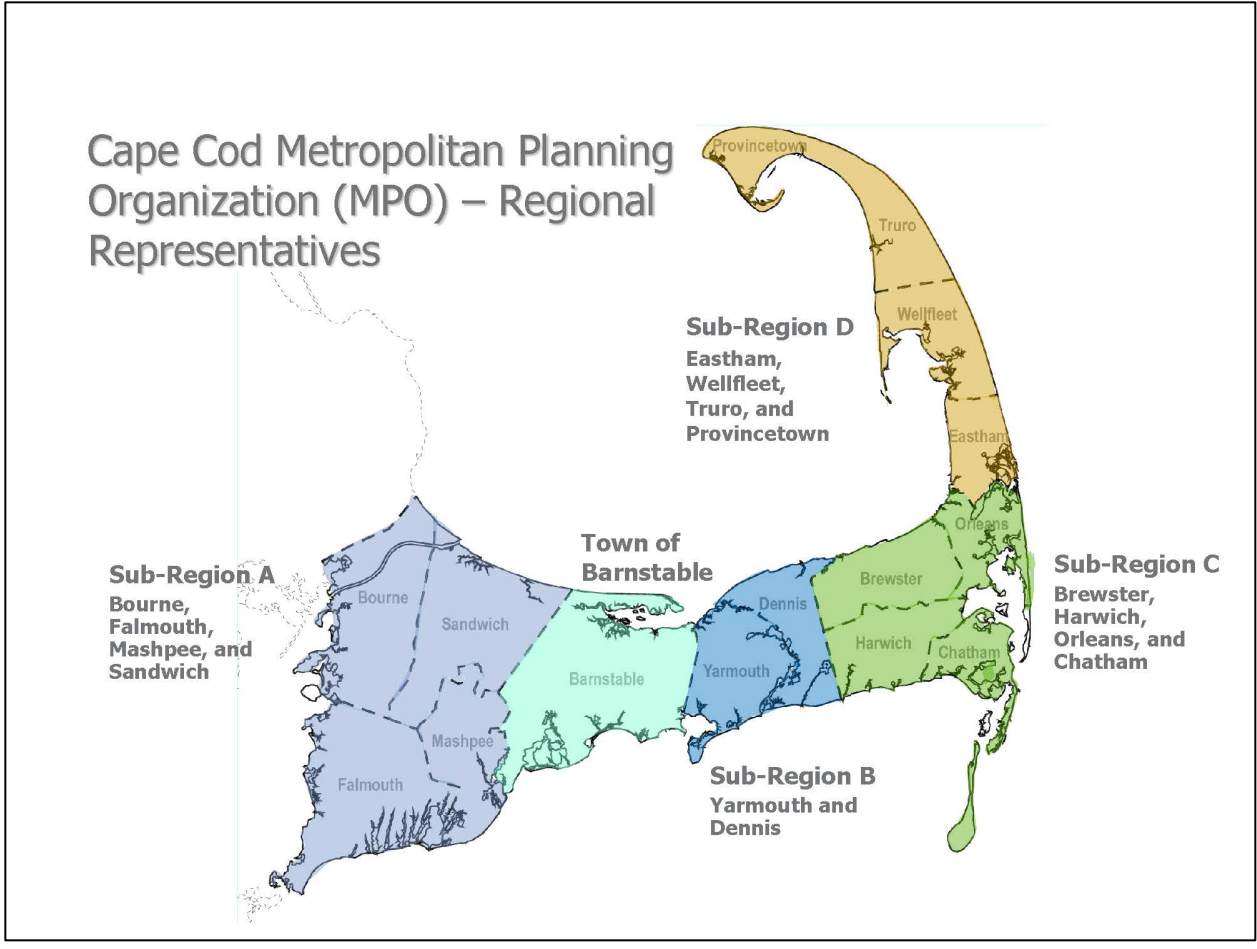 Cape Cod Metropolitan Planning
Organization (MPO) – Regional
Representatives
Provincetown
Truro
Wellfleet
Sub-Region D
Eastham,
Wellfleet,
Truro, and
Provincetown
Eastham
Orleans
Town of
Barnstable
Sub-Region A
Bourne,
Falmouth,
Mashpee, and
Sandwich
Bourne
Sandwich
Barnstable
Mashpee
Falmouth
Dennis
Yarmouth
Brewster
Harwich
Chatham
Sub-Region C
Brewster,
Harwich,
Orleans, and
Chatham
Sub-Region B
Yarmouth and
Dennis